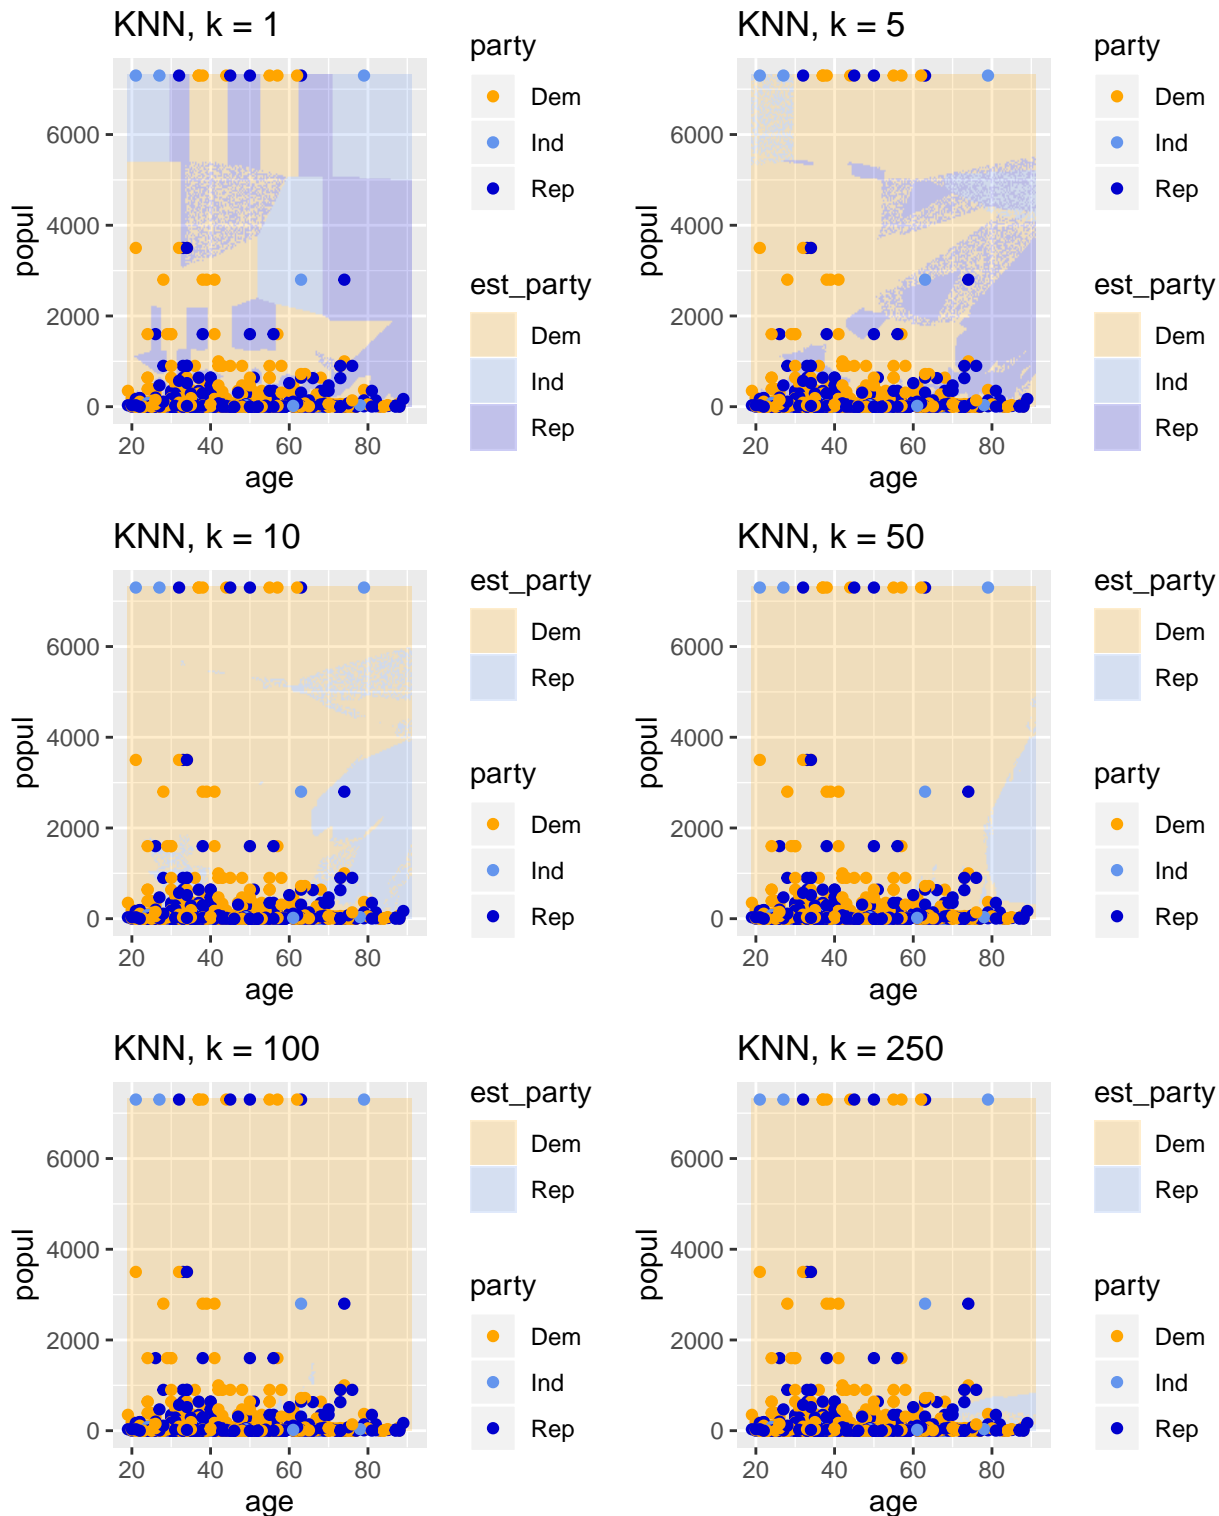 KNN, k = 1
popul
6000
4000
2000
0
20 40 60 80
age
party
Dem
Ind
Rep
est_party
Dem
Ind
Rep
KNN, k = 5
popul
6000
4000
2000
0
20 40 60 80
age
party
Dem
Ind
Rep
est_party
Dem
Ind
Rep
KNN, k = 10
popul
6000
4000
2000
0
20 40 60 80
age
est_party
Dem
Rep
party
Dem
Ind
Rep
KNN, k = 50
popul
6000
4000
2000
0
20 40 60 80
age
est_party
Dem
Rep
party
Dem
Ind
Rep
KNN, k = 100
popul
6000
4000
2000
0
20 40 60 80
age
est_party
Dem
Rep
party
Dem
Ind
Rep
KNN, k = 250
popul
6000
4000
2000
0
20 40 60 80
age
est_party
Dem
Rep
party
Dem
Ind
Rep